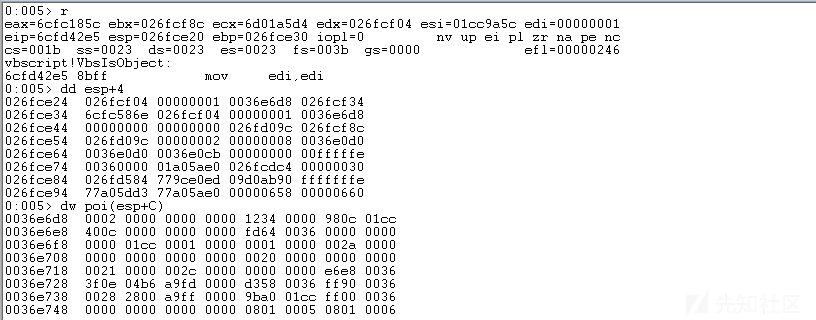 0:005> r
eax=6cfc185c ebx=026fcf8c ecx=6d01a5d4 edx=026fcf04 esi=01cc9a5c edi=00000001
eip=6cfd42e5 esp=026fce20 ebp=026fce30 iopl=0 nv up ei pl zr na pe nc
cs=001b ss=0023 ds=0023 es=0023 fs=003b gs=0000 efl=00000246
vbscript!VbsIsObject:
6cfd42e5 8bff mov edi,edi
0:005> dd esp+4
026fce24 026fcf04 00000001 0036e6d8 026fcf34
026fce34 6cfc586e 026fcf04 00000001 0036e6d8
026fce44 00000000 00000000 026fd09c 026fcf8c
026fce54 026fd09c 00000002 00000008 0036e0d0
026fce64 0036e0d0 0036e0cb 00000000 00fffffe
026fce74 00360000 01a05ae0 026fcdc4 00000030
026fce84 026fd584 779ce0ed 09d0ab90 fffffffe
026fce94 77a05dd3 77a05ae0 00000658 00000660
0:005> dw poi(esp+C)
0036e6d8 0002 0000 0000 0000 1234 0000 980c 01cc
0036e6e8 400c 0000 0000 0000 fd64 0036 0000 0000
0036e6f8 0000 01cc 0001 0000 0001 0000 002a 0000
0036e708 0000 0000 0000 0000 0020 0000 0000 0000
0036e718 0021 0000 002c 0000 0000 0000 e6e8 0036
0036e728 3f0e 04b6 a9fd 0000 d358 0036 ff90 0036
0036e738 0028 2800 a9ff 0000 9ba0 01cc ff00 0036
0036e748 0000 0000 0000 0000 0801 0005 0801 0006
先知社区